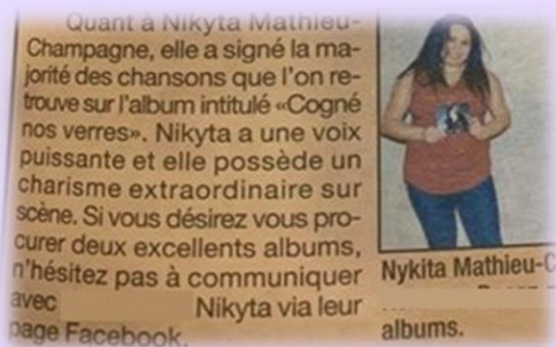 Quant à Nikyta Mathieu-
Champagne, elle a signé la ma-
jorité des chansons que l'on re-
trouve sur l'album intitulé «Cogné
nos verres». Nikyta a une voix
puissante et elle possède un
charisme extraordinaire sur
scène. Si vous désirez vous pro-
curer deux excellents albums,
n'hésitez pas à communiquer
avec Nikyta via leur
page Facebook.
Nykita Mathieu-C
albums.